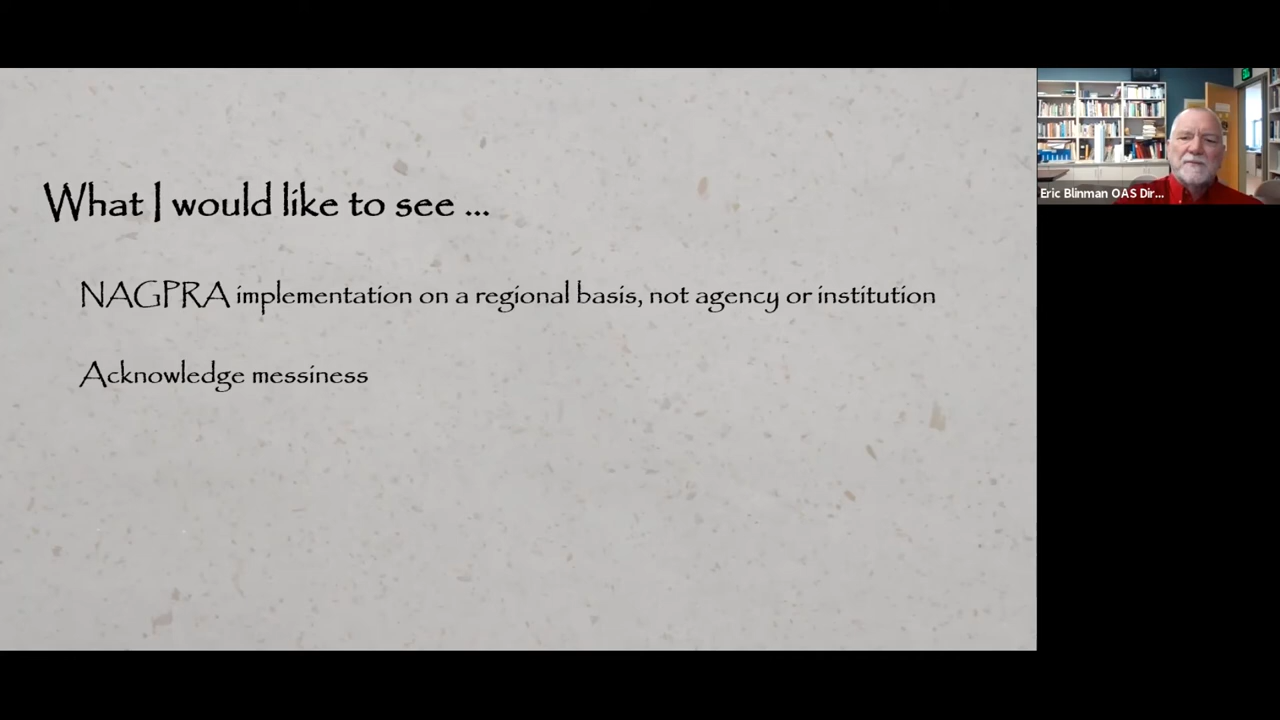 What I would like to see ...
NAGPRA implementation on a regional basis, not agency or institution
Acknowledge messiness
Eric Blinman OAS Dir...